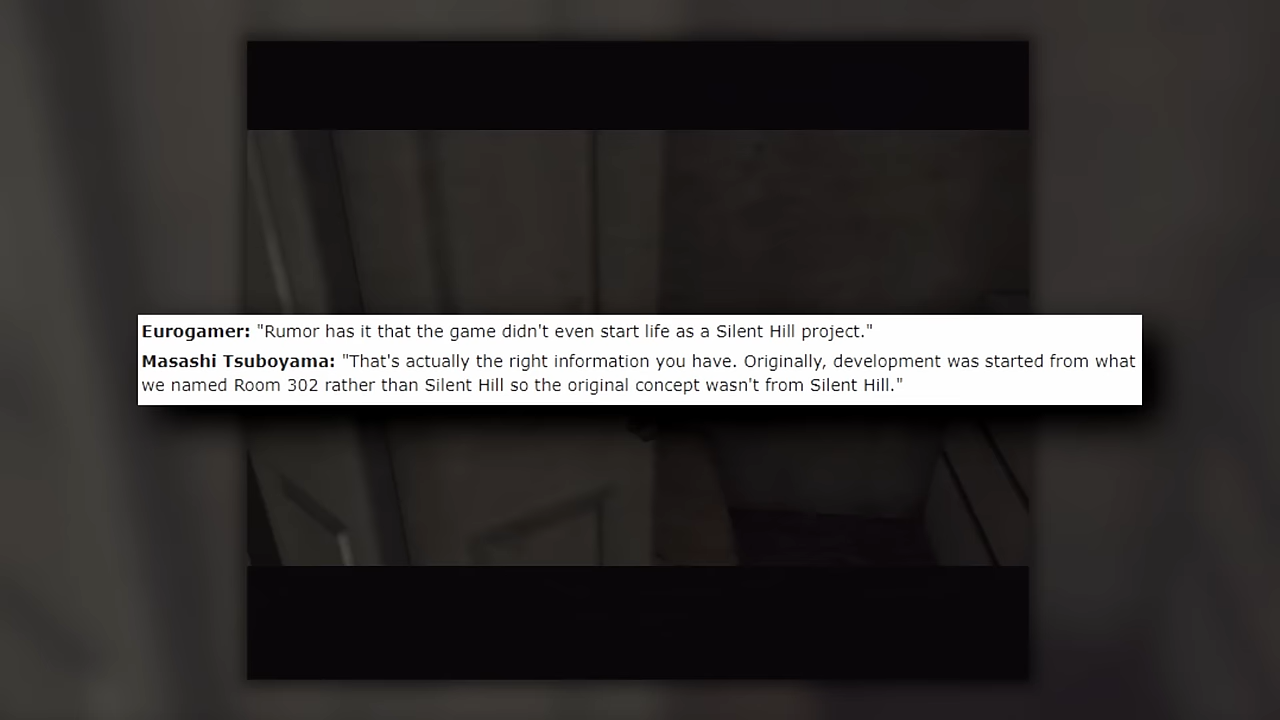 Eurogamer: "Rumor has it that the game didn't even start life as a Silent Hill project."
Masashi Tsuboyama: "That's actually the right information you have. Originally, development was started from what
we named Room 302 rather than Silent Hill so the original concept wasn't from Silent Hill."